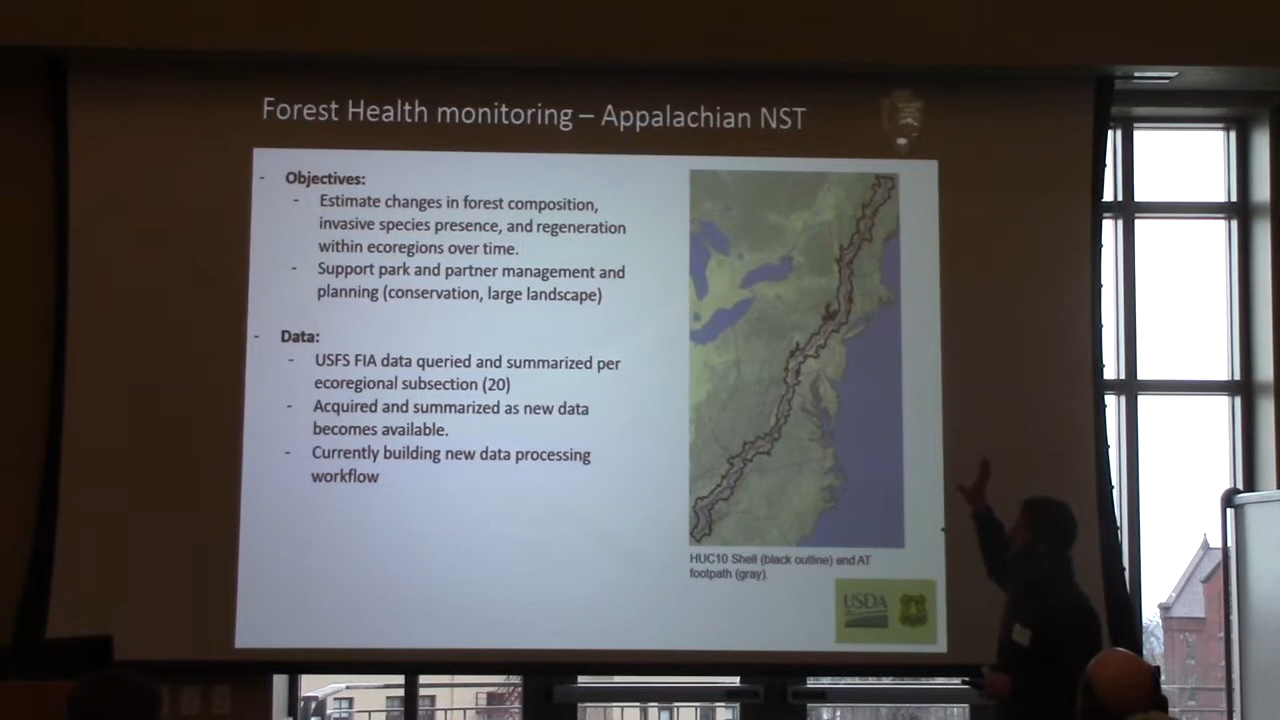 Forest Health monitoring – Appalachian NST
- Objectives:
- Estimate changes in forest composition,
invasive species presence, and regeneration
within ecoregions over time.
- Support park and partner management and
planning (conservation, large landscape)
- Data:
- USFS FIA data queried and summarized per
ecoregional subsection (20)
- Acquired and summarized as new data
becomes available.
- Currently building new data processing
workflow
HUC10 Shell (black outline) and AT
footpath (gray).
USDA